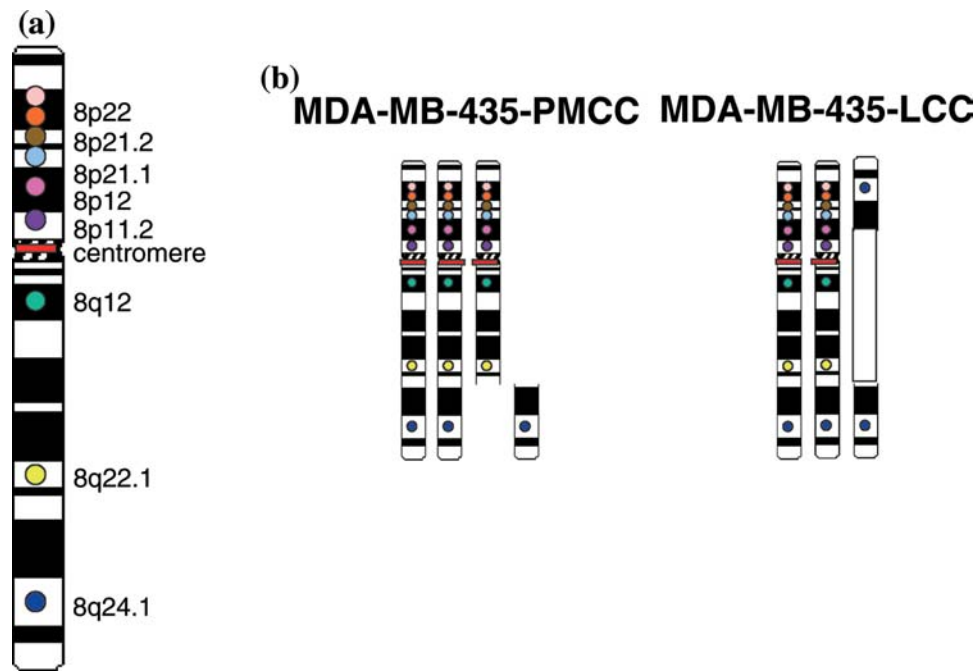 (a)
8p22
8p21.2
8p21.1
8p12
8p11.2
centromere
8q12
8q22.1
8q24.1
(b)
MDA-MB-435-PMCC MDA-MB-435-LCC